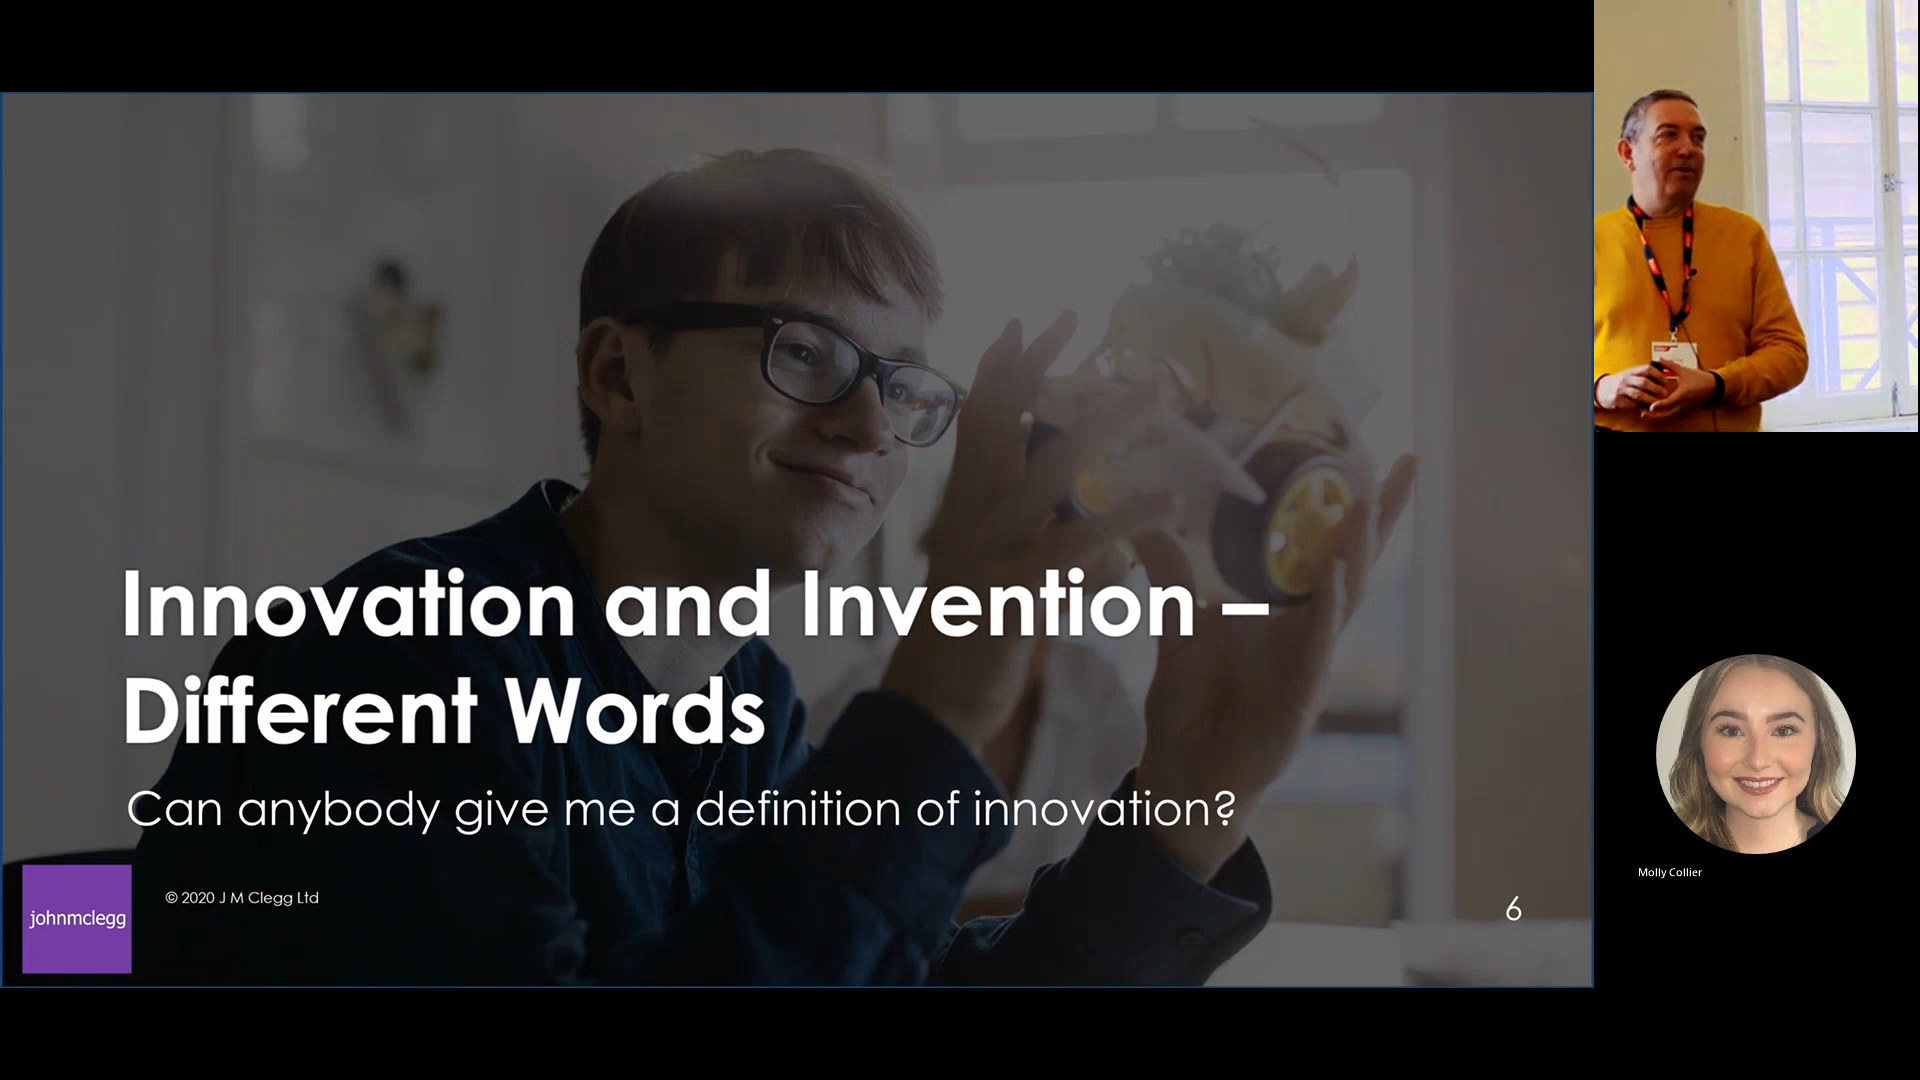 Innovation and Invention –
Different Words
Can anybody give me a definition of innovation?
johnmclegg
© 2020 J M Clegg Ltd
6
Molly Collier